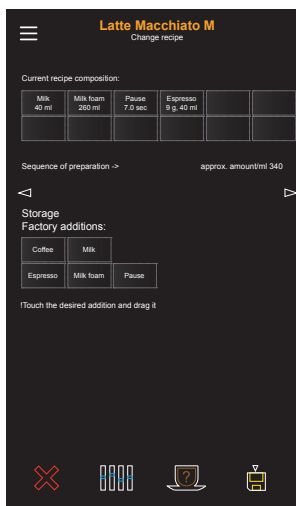 Latte Macchiato M
Change recipe
Current recipe composition:
Milk Milk foam Pause Espresso
40 ml 260 ml 7.0 sec 9 g, 40 ml
Sequence of preparation -> approx. amount/ml 340
Storage
Factory additions:
Coffee Milk
Espresso Milk foam Pause
!Touch the desired addition and drag it
?